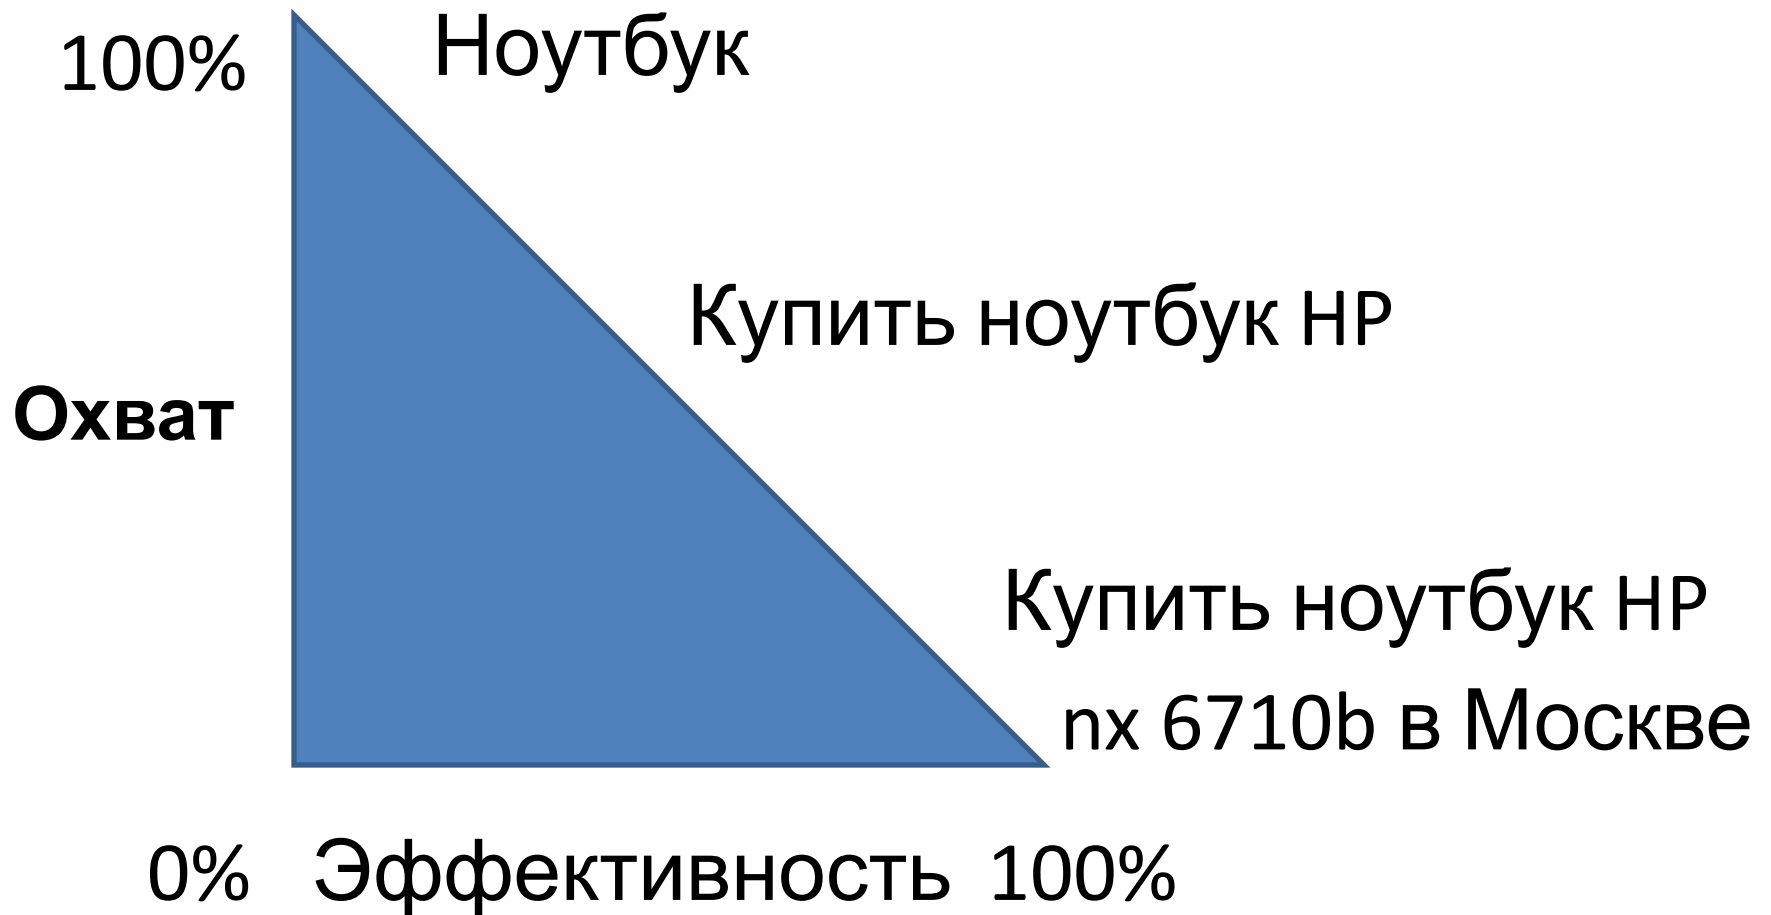 100%
Ноутбук
Купить ноутбук HP
Охват
Купить ноутбук HP
nx 6710b в Москве
0% Эффективность 100%